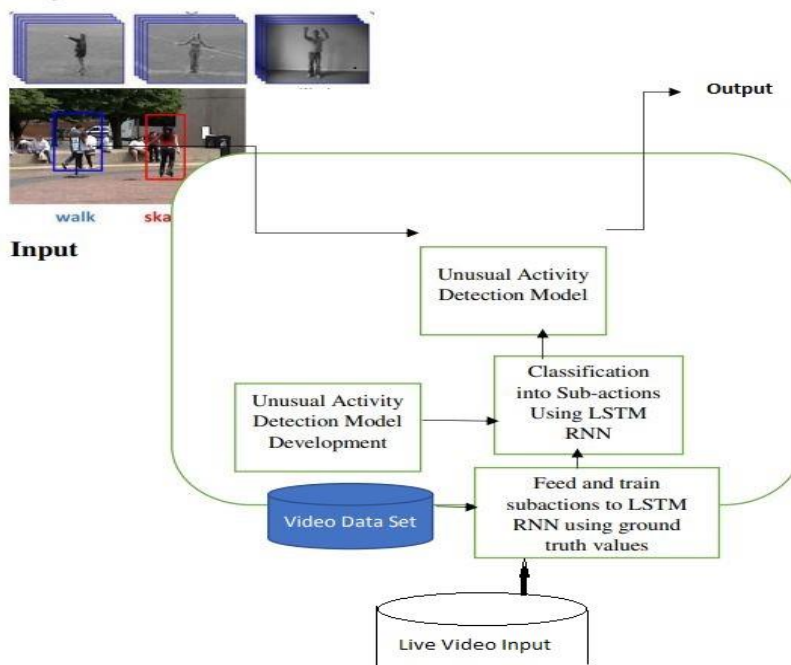 Output
walk
ska
Input
Unusual Activity
Detection Model
Classification
into Sub-actions
Using LSTM
RNN
Unusual Activity
Detection Model
Development
Feed and train
subactions to LSTM
RNN using ground
truth values
Video Data Set
Live Video Input